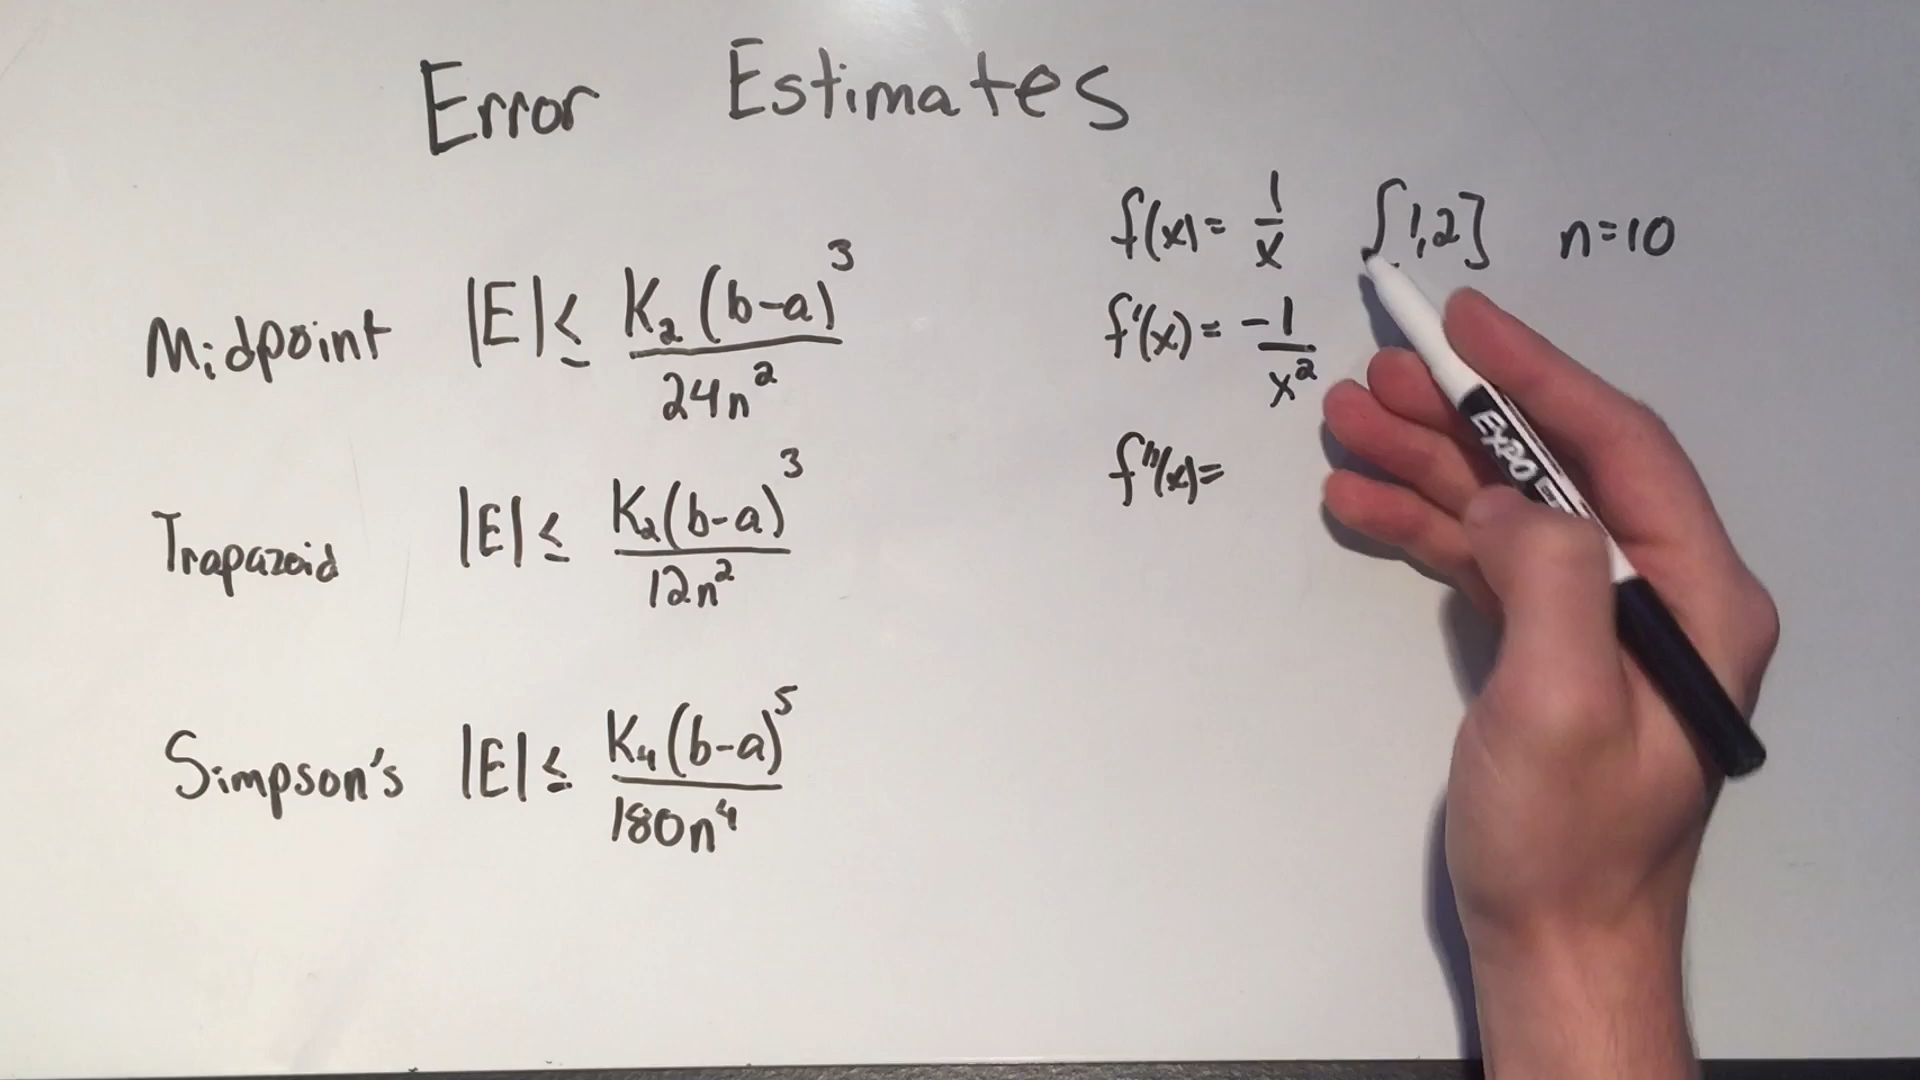 Error Estimates
Midpoint |E| ≤ K₂(b-a)³ / 24n²
Trapazoid |E| ≤ K₂(b-a)³ / 12n²
Simpson's |E| ≤ K₄(b-a)⁵ / 180n⁴
f(x) = 1/x [1,2] n=10
f'(x) = -1/x²
f''(x)=
EXPO